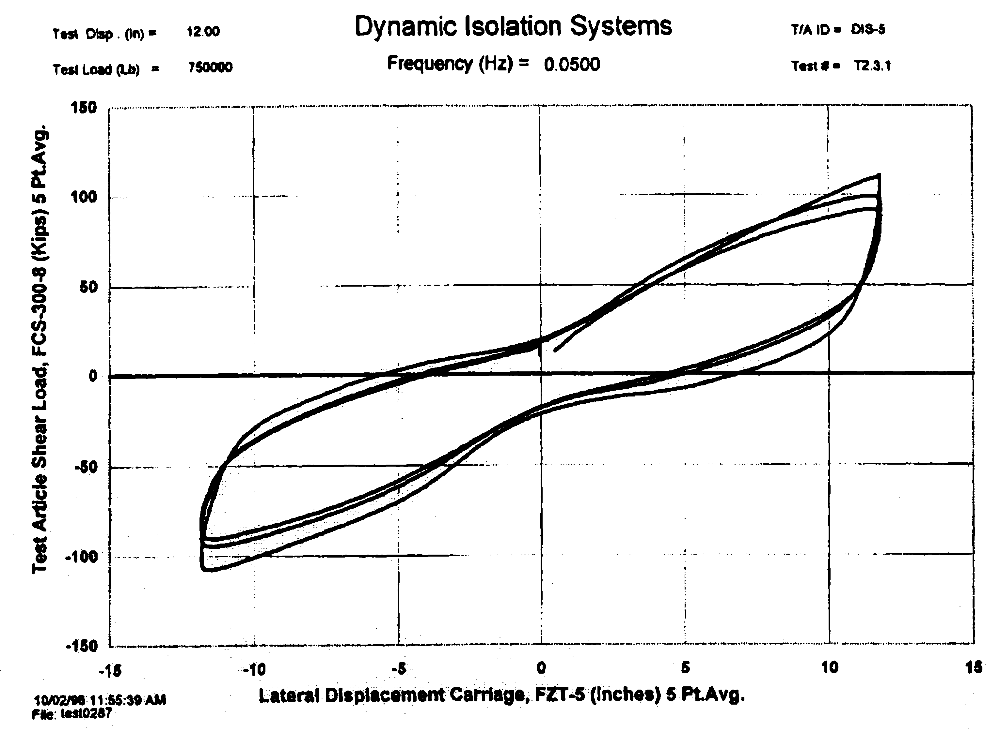 Dynamic Isolation Systems
Test Disp. (in) = 12.00
T/A ID = DIS-5
Frequency (Hz) = 0.0500
Test Load (Lb) = 750000
Test # = T2.3.1
Test Article Shear Load, FCS-300-8 (Kips) 5 Pt.Avg.
150
100
50
0
-50
-100
-150
-15 -10 -5 0 5 10 15
Lateral Displacement Carriage, FZT-5 (Inches) 5 Pt.Avg.
11:55:39 AM
File: test0287